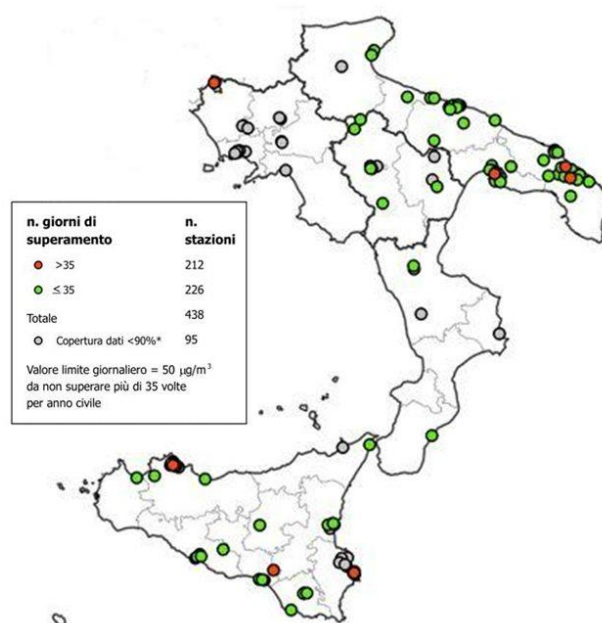 n. giorni di n.
superamento stazioni
>35 212
≤ 35 226
Totale 438
Copertura dati <90%* 95
Valore limite giornaliero = 50 µg/m³
da non superare più di 35 volte
per anno civile